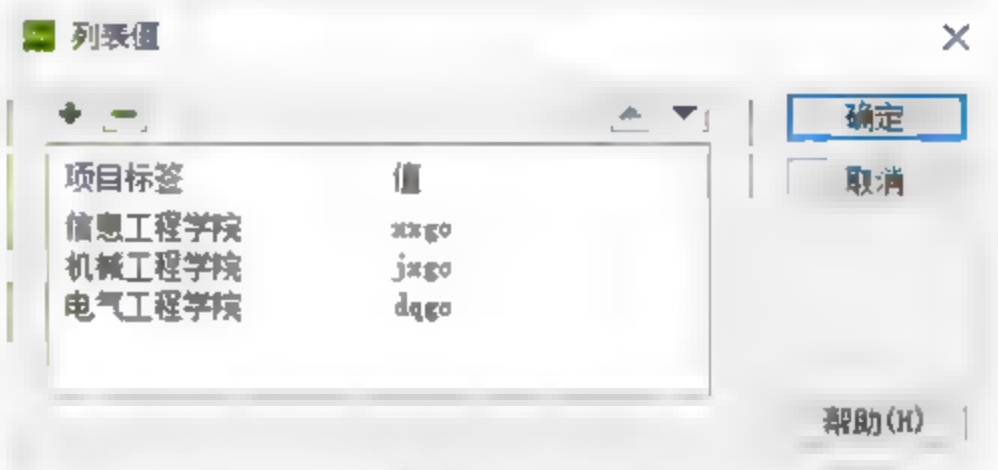 列表值
确定
取消
项目标签 值
信息工程学院 xxgc
机械工程学院 jxgc
电气工程学院 dqgc
帮助(H)